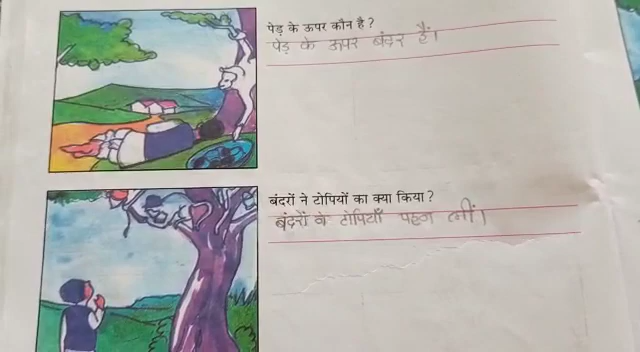 पेड़ के ऊपर कौन है?
पेड़ के ऊपर बंदर हैं।
बंदरों ने टोपियों का क्या किया?
बंदरों ने टोपियाँ पहन लीं।